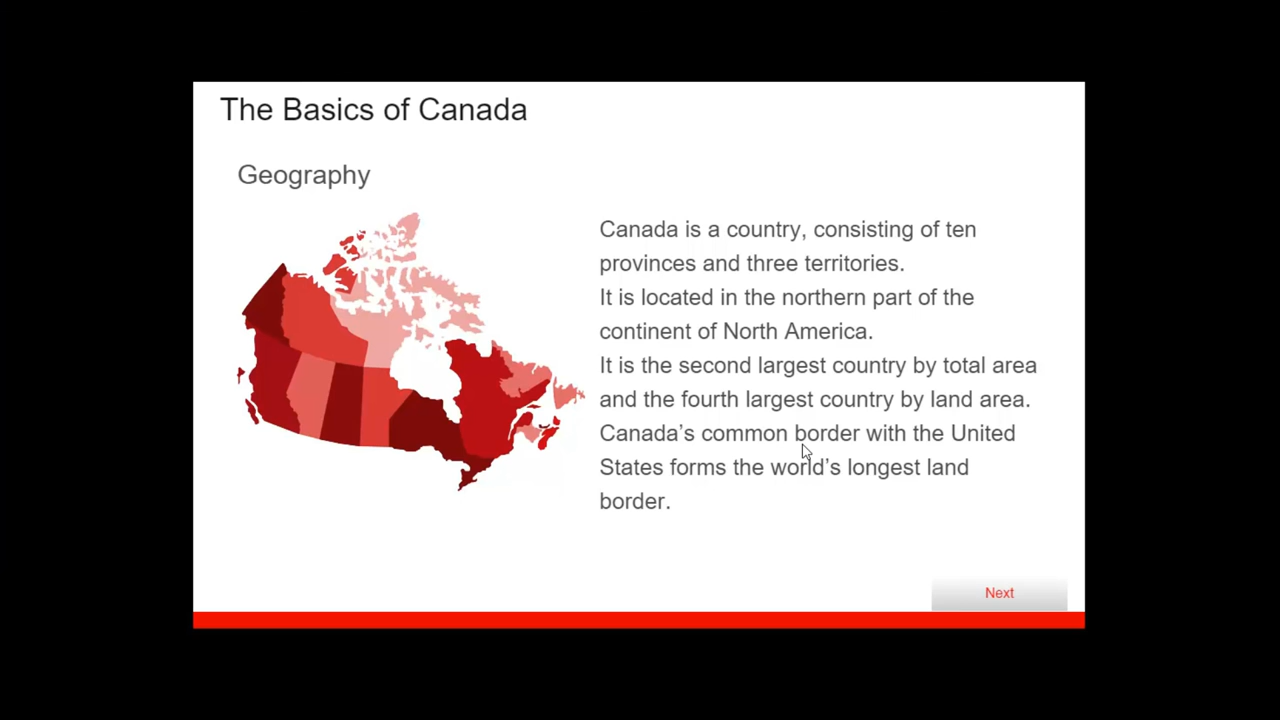 The Basics of Canada
Geography
Canada is a country, consisting of ten
provinces and three territories.
It is located in the northern part of the
continent of North America.
It is the second largest country by total area
and the fourth largest country by land area.
Canada’s common border with the United
States forms the world’s longest land
border.
Next